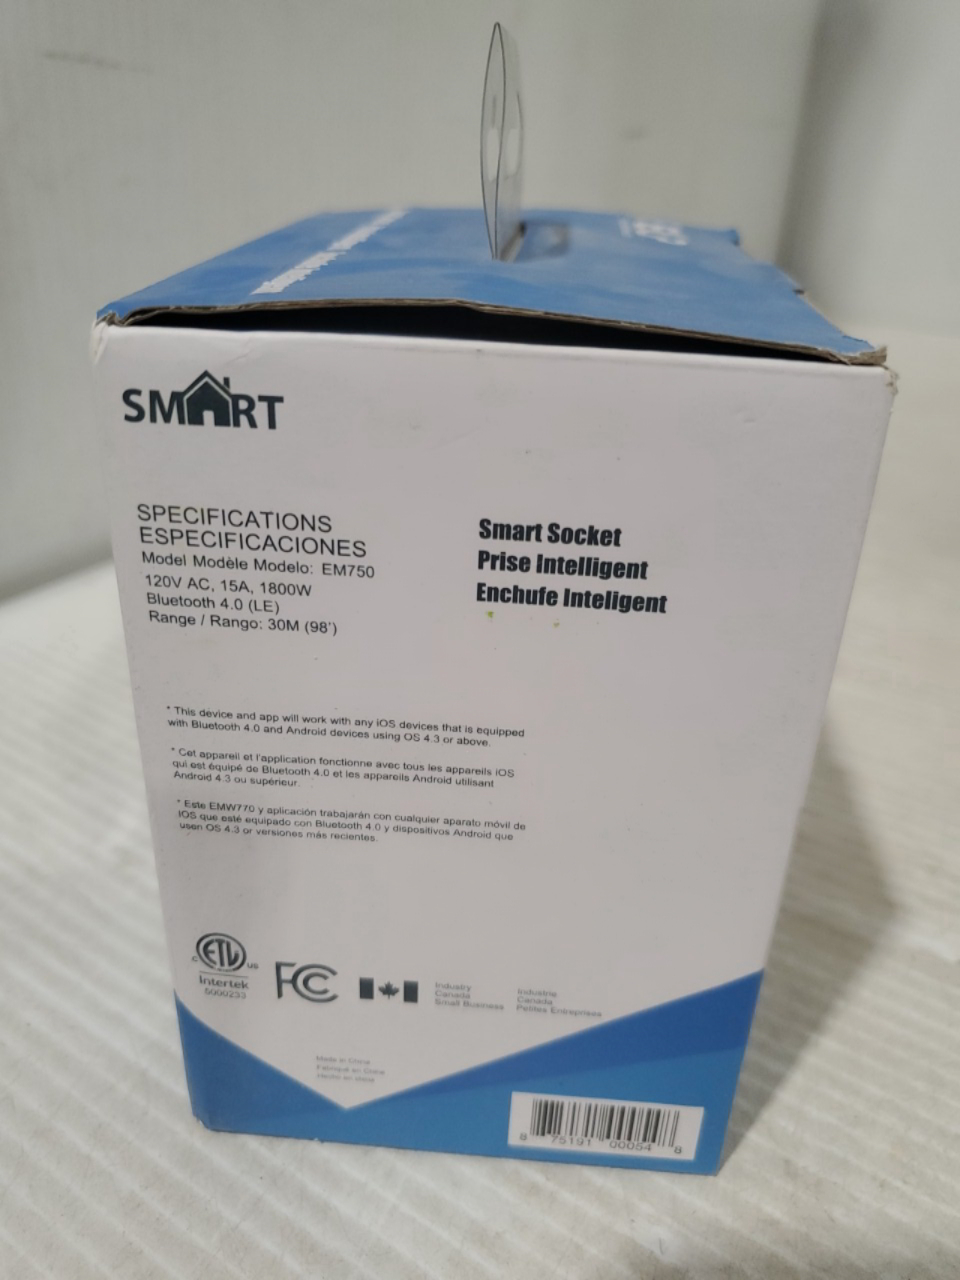 SMART
SPECIFICATIONS
ESPECIFICACIONES
Model Modèle Modelo: EM750
120V AC, 15A, 1800W
Bluetooth 4.0 (LE)
Range / Rango: 30M (98')
Smart Socket
Prise Intelligent
Enchufe Inteligent
* This device and app will work with any iOS devices that is equipped
with Bluetooth 4.0 and Android devices using OS 4.3 or above.
* Cet appareil et l'application fonctionne avec tous les appareils iOS
qui est équipé de Bluetooth 4.0 et les appareils Android utilisant
Android 4.3 ou supérieur.
* Este EMW770 y aplicación trabajarán con cualquier aparato móvil de
IOS que esté equipado con Bluetooth 4.0 y dispositivos Android que
usen OS 4.3 or versiones más recientes.
C ETL US
Intertek
5000233
FC
Industry
Canada
Small Business
Industrie
Canada
Petites Entreprises
Made in China
Fabriqué en Chine
Hecho en
8 75191 00054 8